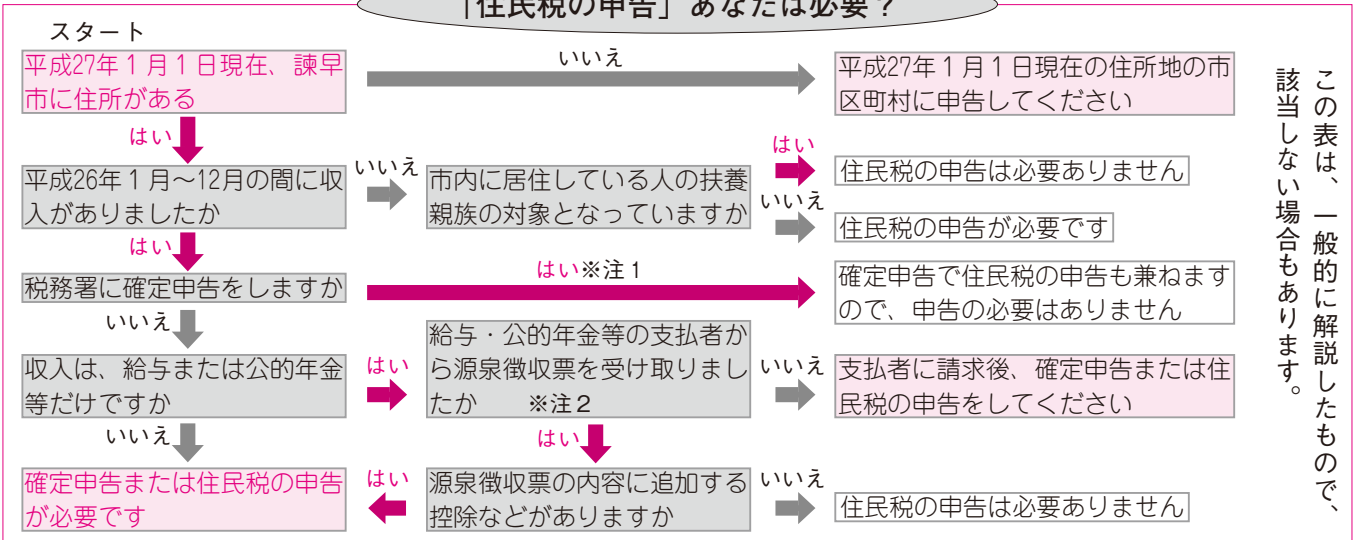 「住民税の申告」あなたは必要？
スタート
平成27年１月１日現在、諫早
市に住所がある
いいえ
平成27年１月１日現在の住所地の市
区町村に申告してください
はい
平成26年１月～12月の間に収
入がありましたか
いいえ
市内に居住している人の扶養
親族の対象となっていますか
はい
住民税の申告は必要ありません
いいえ
住民税の申告が必要です
はい
税務署に確定申告をしますか
はい※注１
確定申告で住民税の申告も兼ねます
ので、申告の必要はありません
いいえ
収入は、給与または公的年金
等だけですか
はい
給与・公的年金等の支払者か
ら源泉徴収票を受け取りまし
たか　※注２
いいえ
支払者に請求後、確定申告または住
民税の申告をしてください
いいえ
はい
確定申告または住民税の申告
が必要です
はい
源泉徴収票の内容に追加する
控除などがありますか
いいえ
住民税の申告は必要ありません
この表は、一般的に解説したもので、
該当しない場合もあります。